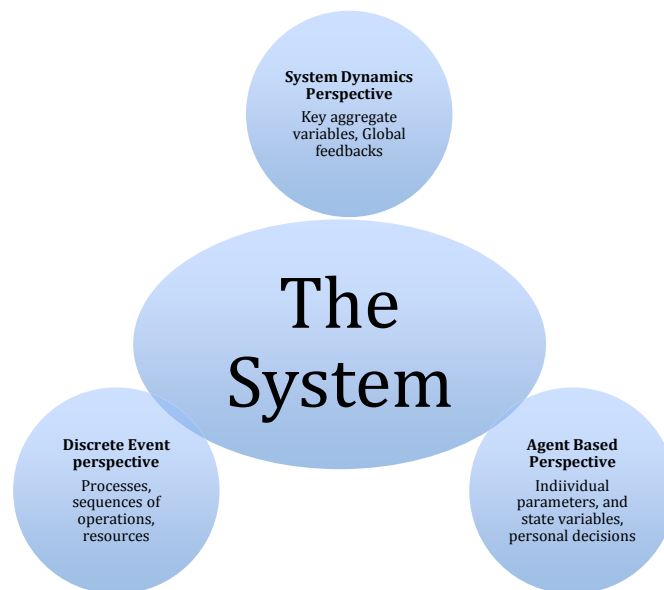 System Dynamics
Perspective
Key aggregate
variables, Global
feedbacks
The
System
Discrete Event
perspective
Processes,
sequences of
operations,
resources
Agent Based
Perspective
Indiividual
parameters, and
state variables,
personal decisions